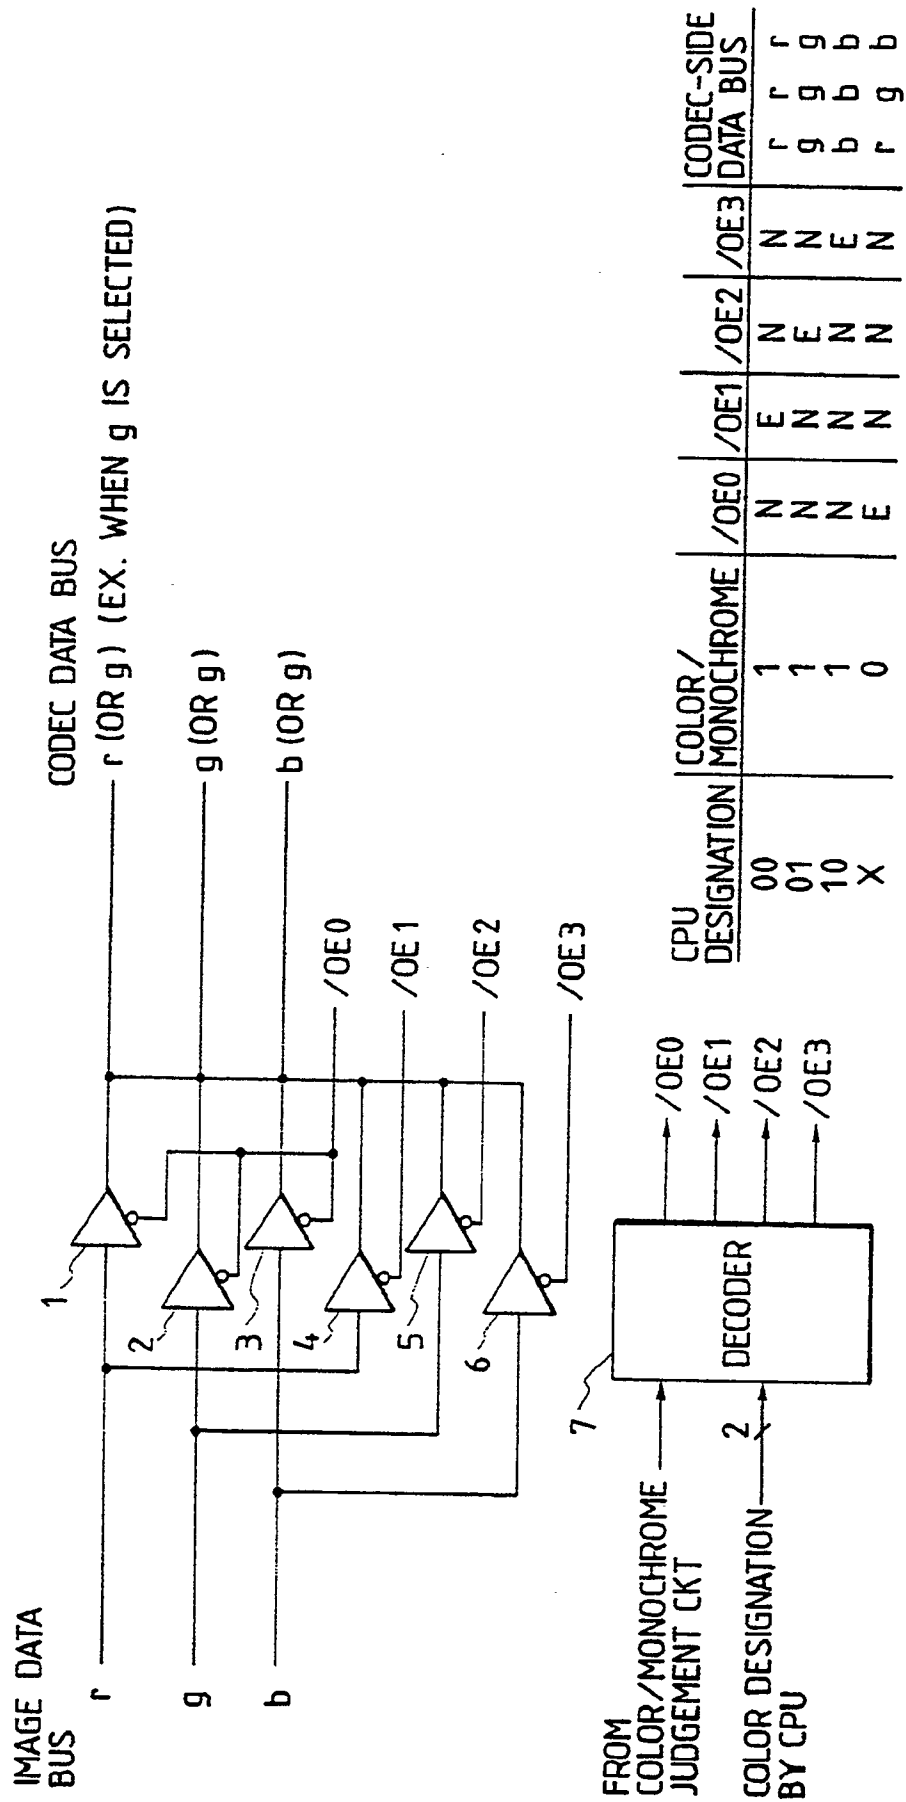 IMAGE DATA
BUS
CODEC DATA BUS
r
r (OR g) (EX. WHEN g IS SELECTED)
g
g (OR g)
b
b (OR g)
1
2
3
4
5
6
/OE0
/OE1
/OE2
/OE3
FROM
COLOR/MONOCHROME
JUDGEMENT CKT
COLOR DESIGNATION
BY CPU
2
7
DECODER
/OE0
/OE1
/OE2
/OE3
CPU
DESIGNATION COLOR/
MONOCHROME /OE0 /OE1 /OE2 /OE3 CODEC-SIDE
DATA BUS
00 1 N E N N r r r
01 1 N N E N g g g
10 1 N N N E b b b
X 0 E N N N r g b